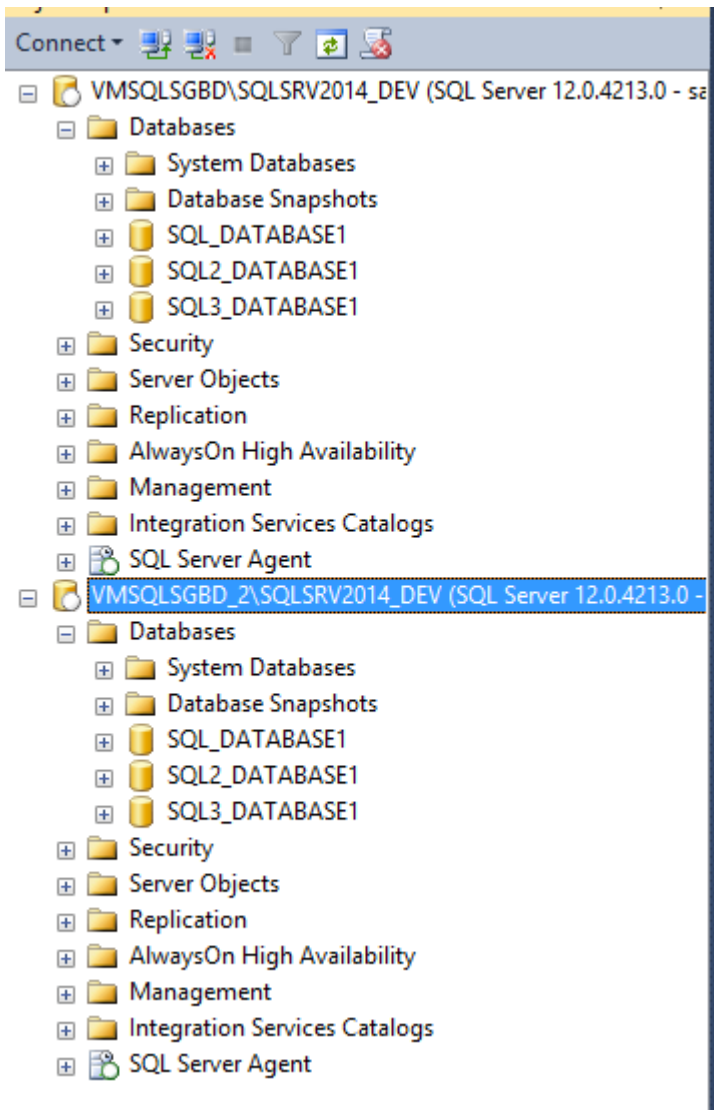 Connect
VMSQLSGBD\SQLSRV2014_DEV (SQL Server 12.0.4213.0 - sa
Databases
System Databases
Database Snapshots
SQL_DATABASE1
SQL2_DATABASE1
SQL3_DATABASE1
Security
Server Objects
Replication
AlwaysOn High Availability
Management
Integration Services Catalogs
SQL Server Agent
VMSQLSGBD_2\SQLSRV2014_DEV (SQL Server 12.0.4213.0 -
Databases
System Databases
Database Snapshots
SQL_DATABASE1
SQL2_DATABASE1
SQL3_DATABASE1
Security
Server Objects
Replication
AlwaysOn High Availability
Management
Integration Services Catalogs
SQL Server Agent